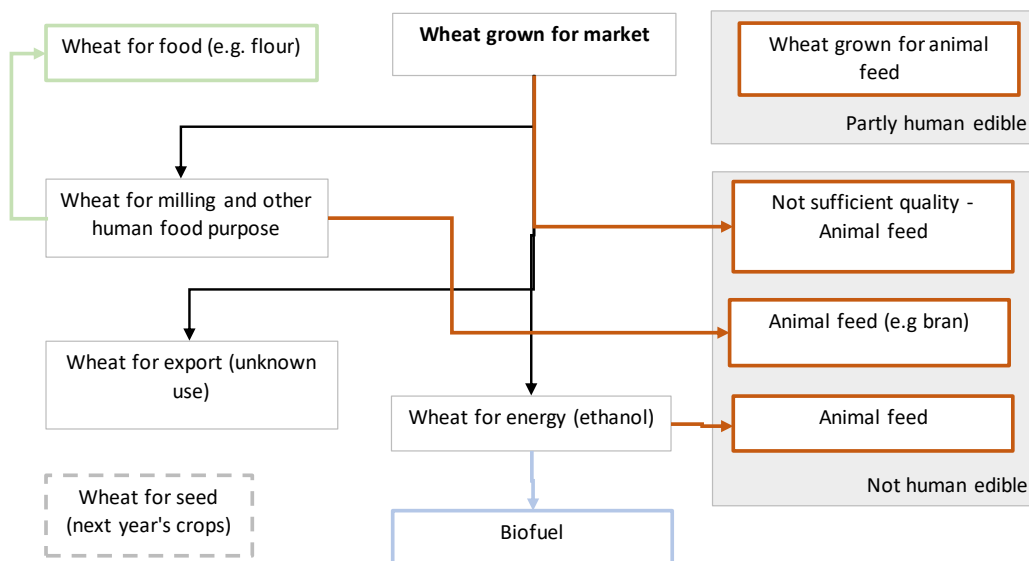 Wheat for food (e.g. flour)
Wheat grown for market
Wheat grown for animal
feed
Partly human edible
Wheat for milling and other
human food purpose
Not sufficient quality -
Animal feed
Animal feed (e.g bran)
Wheat for export (unknown
use)
Wheat for energy (ethanol)
Animal feed
Not human edible
Wheat for seed
(next year's crops)
Biofuel